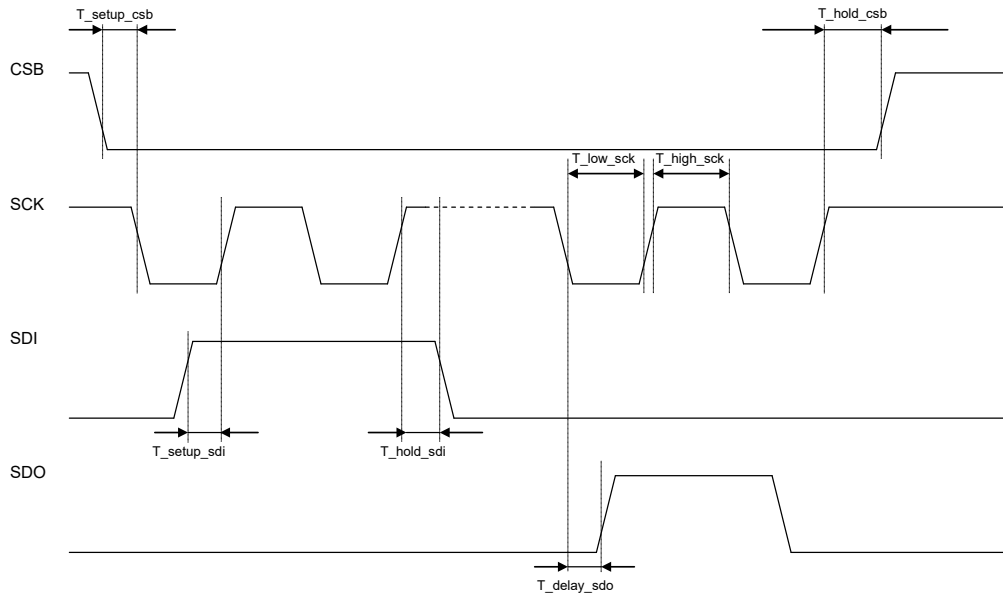 T_setup_csb
T_hold_csb
CSB
T_low_sck
T_high_sck
SCK
SDI
T_setup_sdi
T_hold_sdi
SDO
T_delay_sdo